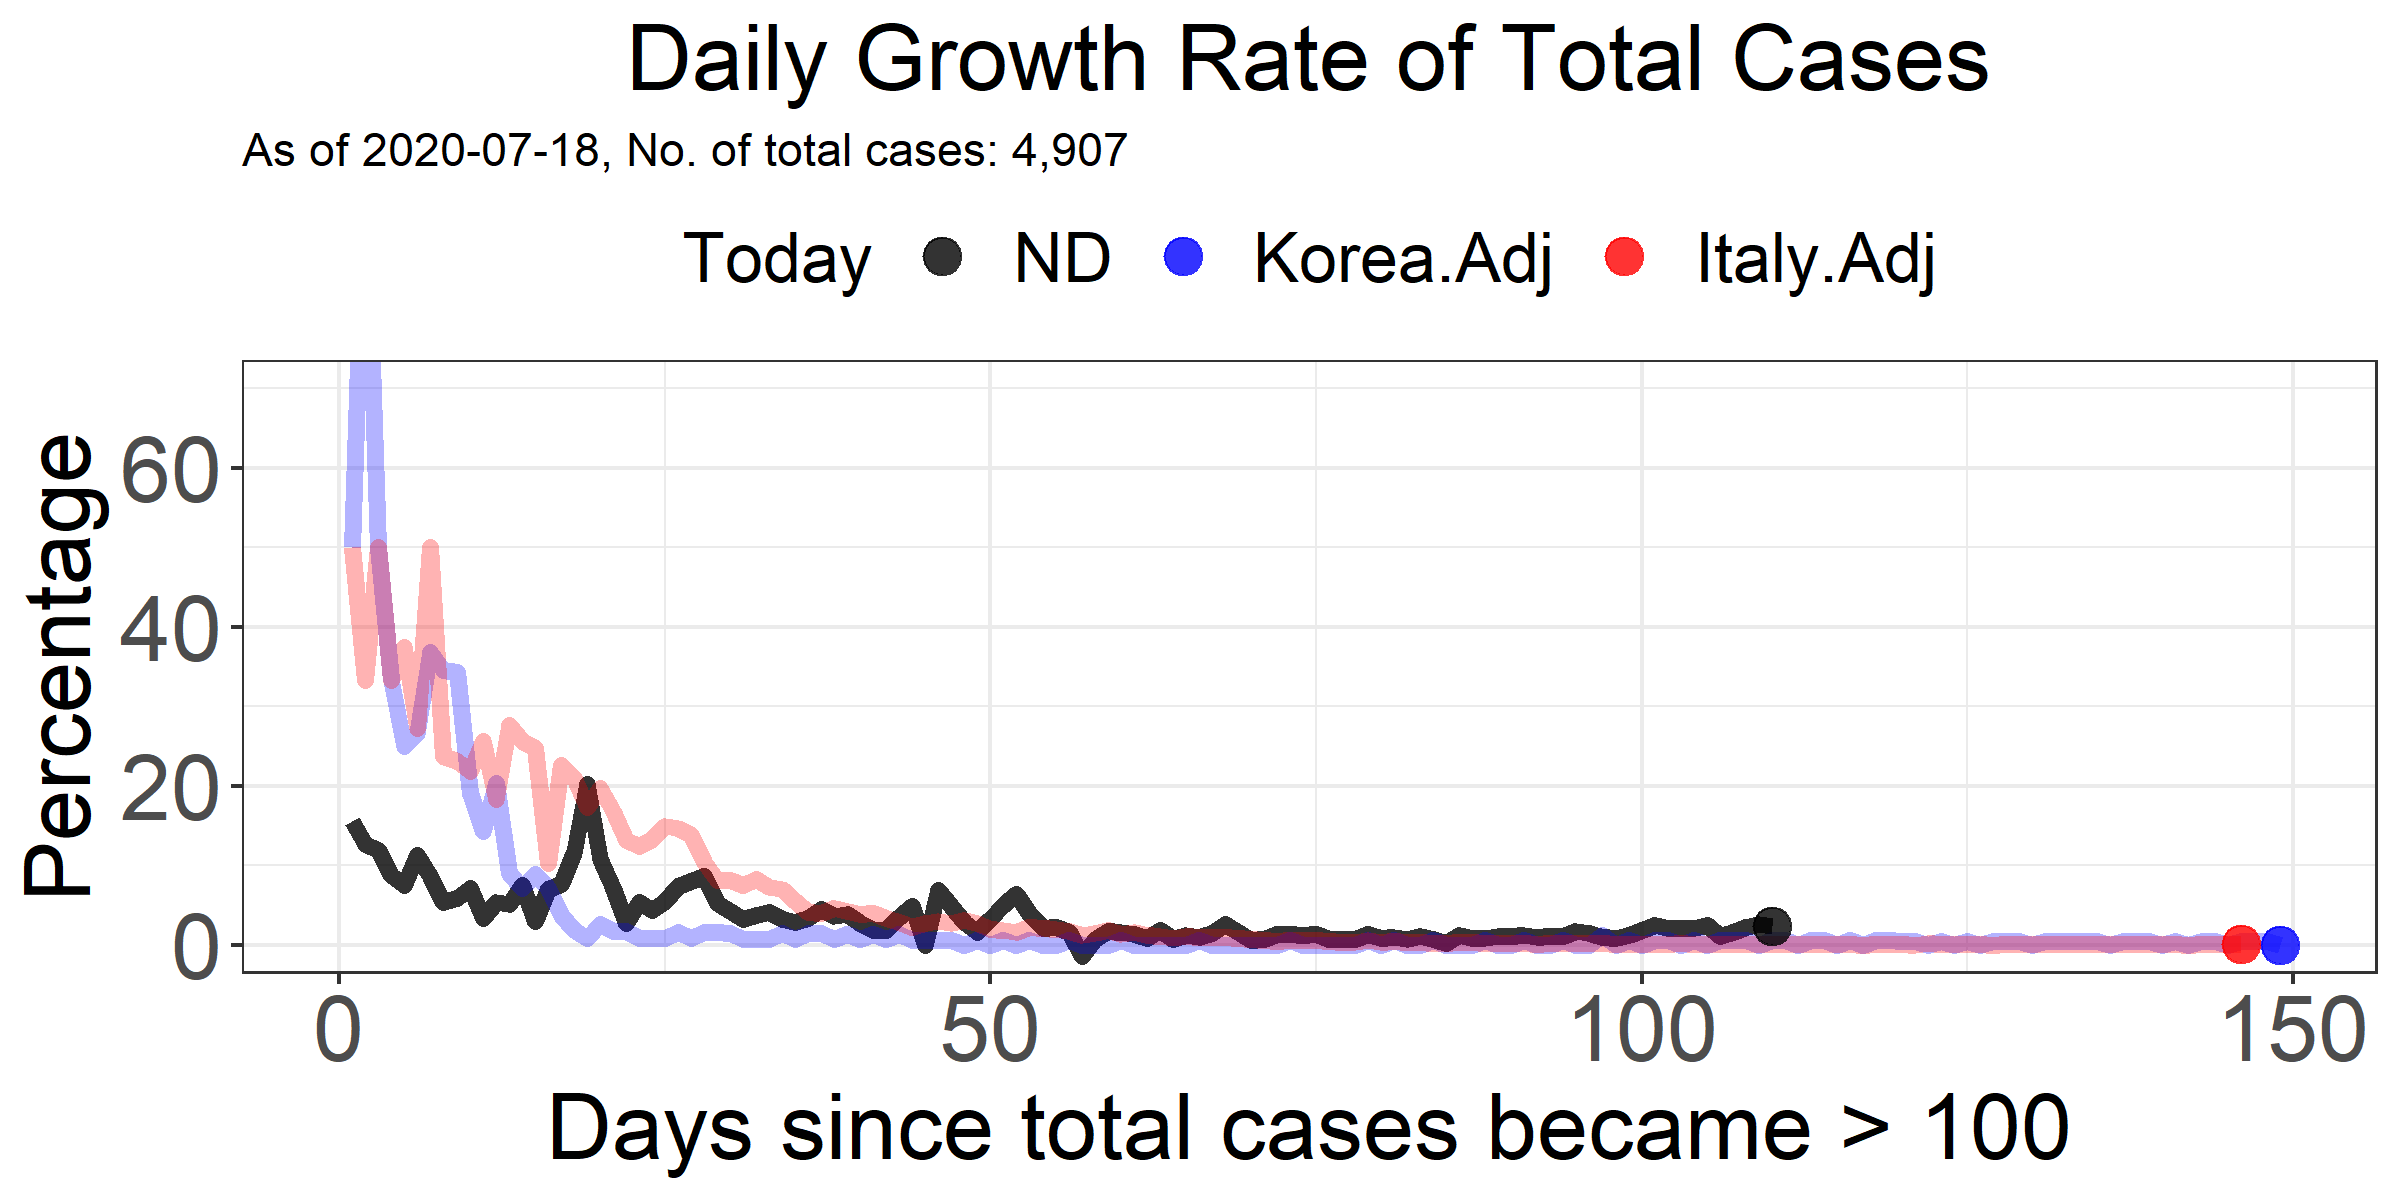 Daily Growth Rate of Total Cases
As of 2020-07-18, No. of total cases: 4,907
Today ND Korea.Adj Italy.Adj
Percentage
60
40
20
0
0 50 100 150
Days since total cases became > 100